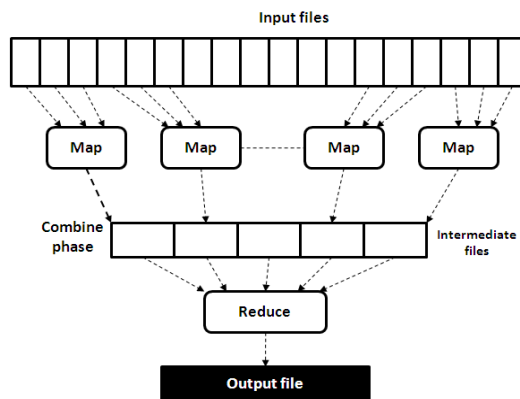 Input files
Map
Map
Map
Map
Combine
phase
Intermediate
files
Reduce
Output file